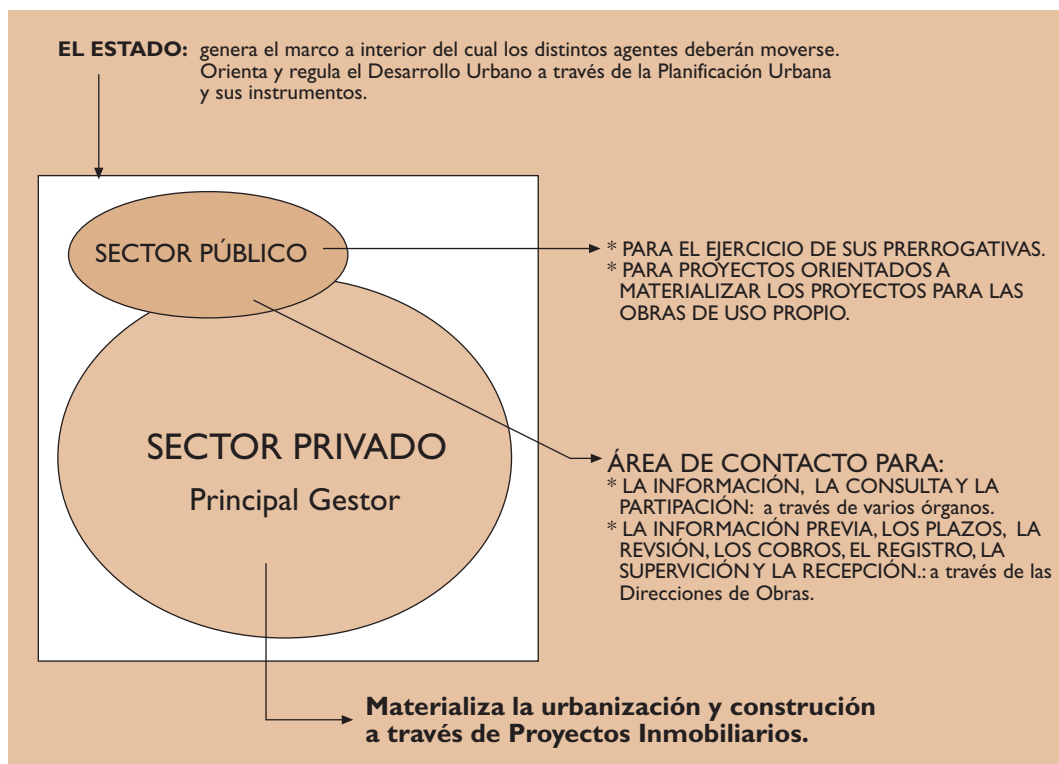 EL ESTADO: genera el marco a interior del cual los distintos agentes deberán moverse.
Orienta y regula el Desarrollo Urbano a través de la Planificación Urbana
y sus instrumentos.
SECTOR PÚBLICO
* PARA EL EJERCICIO DE SUS PRERROGATIVAS.
* PARA PROYECTOS ORIENTADOS A
MATERIALIZAR LOS PROYECTOS PARA LAS
OBRAS DE USO PROPIO.
SECTOR PRIVADO
Principal Gestor
ÁREA DE CONTACTO PARA:
* LA INFORMACIÓN, LA CONSULTA Y LA
PARTIPACIÓN: a través de varios órganos.
* LA INFORMACIÓN PREVIA, LOS PLAZOS, LA
REVSIÓN, LOS COBROS, EL REGISTRO, LA
SUPERVICIÓN Y LA RECEPCIÓN.: a través de las
Direcciones de Obras.
Materializa la urbanización y construción
a través de Proyectos Inmobiliarios.